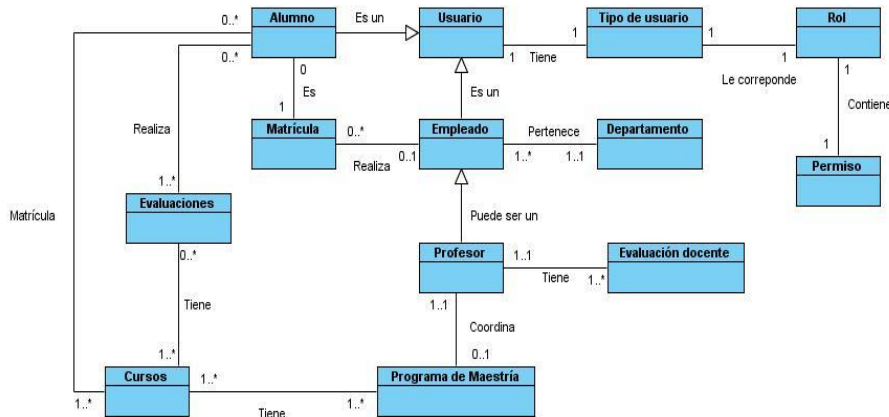 Alumno
Es un
Usuario
Tipo de usuario
Rol
0..*
0..*
0
1
Tiene
1
1
1
Le correponde
1
Es
Es un
Contiene
1
Matrícula
0..*
Realiza
0..1
Empleado
Pertenece
1..*
1..1
Departamento
1
Permiso
Realiza
1..*
Evaluaciones
0..*
Matrícula
Puede ser un
Profesor
1..1
Tiene
1..*
Evaluación docente
1..1
Tiene
Coordina
1..*
0..1
Cursos
1..*
1..*
Tiene
1..*
Programa de Maestría